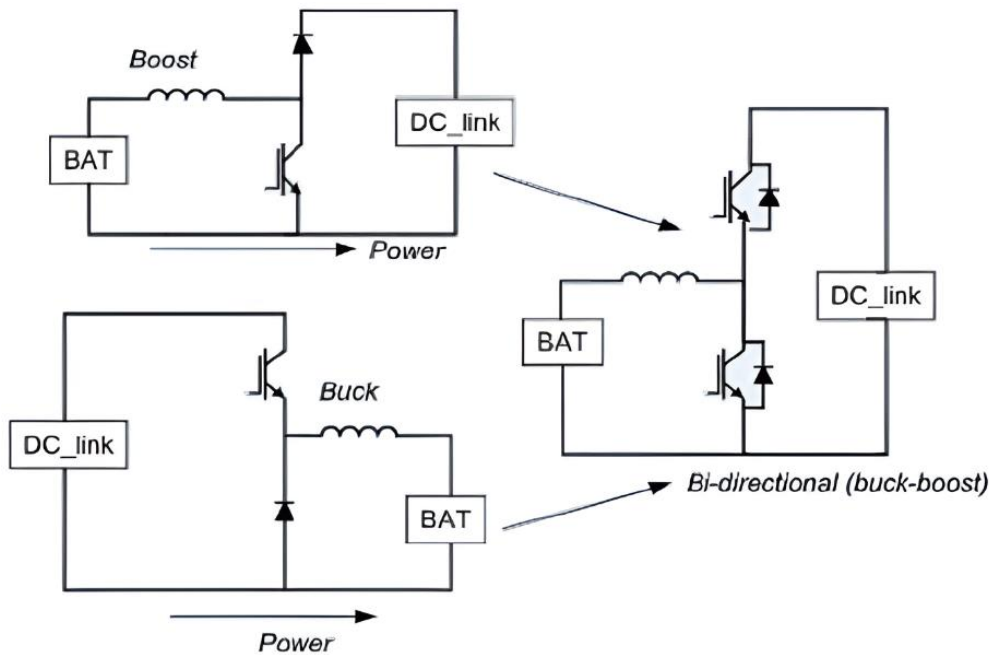 Boost
BAT
DC_link
Power
DC_link
Buck
BAT
Power
BAT
DC_link
Bi-directional (buck-boost)